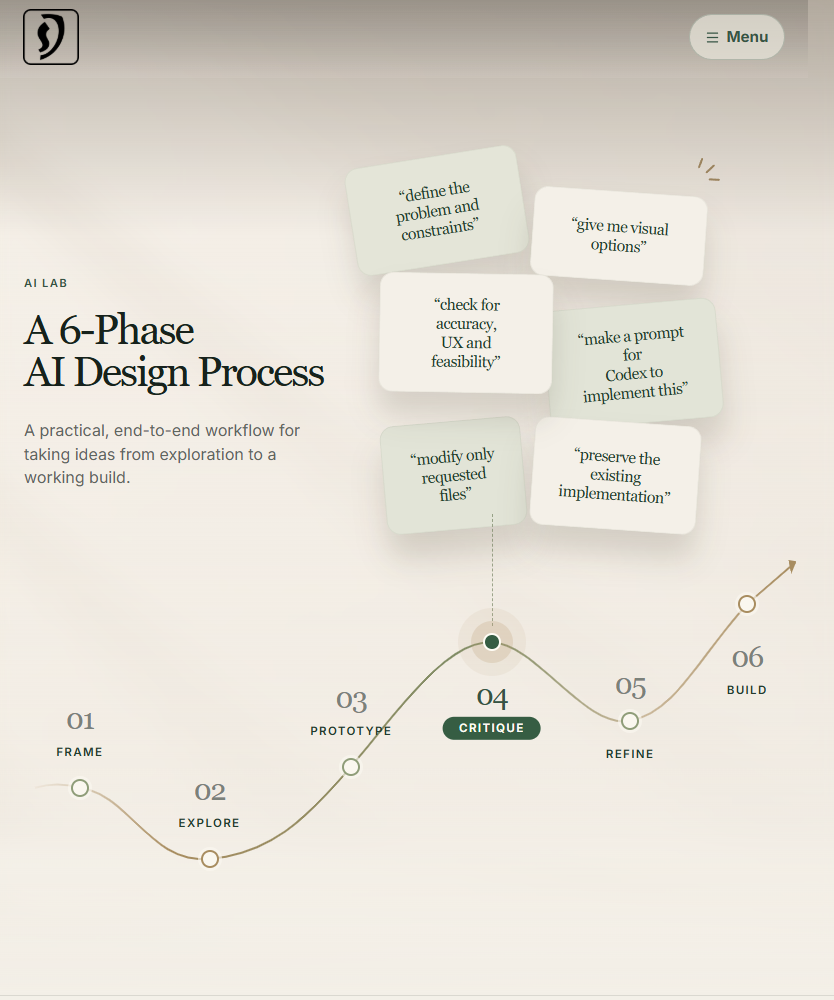 ☰ Menu
AI LAB
A 6-Phase
AI Design Process
A practical, end-to-end workflow for
taking ideas from exploration to a
working build.
“define the
problem and
constraints”
“give me visual
options”
“check for
accuracy,
UX and
feasibility”
“make a prompt
for
Codex to
implement this”
“modify only
requested
files”
“preserve the
existing
implementation”
01
FRAME
02
EXPLORE
03
PROTOTYPE
04
CRITIQUE
05
REFINE
06
BUILD